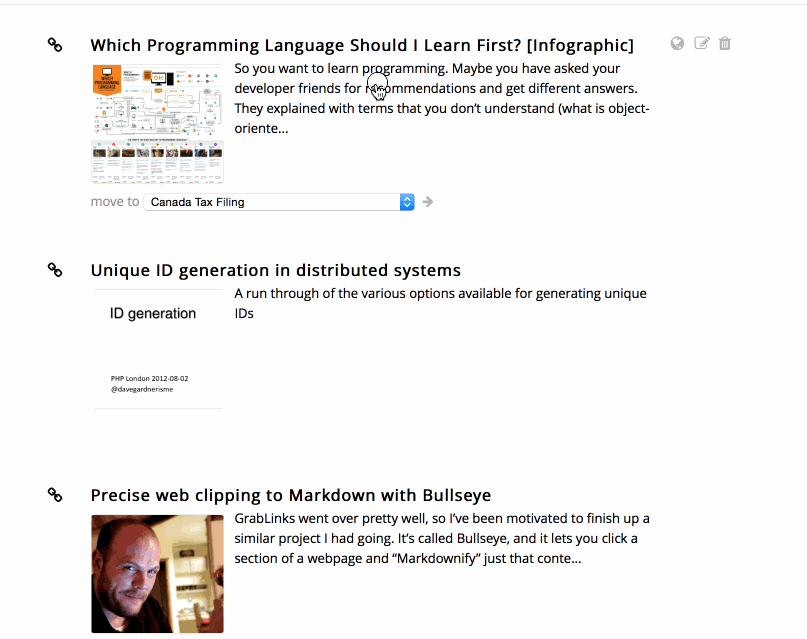 Which Programming Language Should I Learn First? [Infographic]
So you want to learn programming. Maybe you have asked your
developer friends for recommendations and get different answers.
They explained with terms that you don’t understand (what is object-
oriente...
move to Canada Tax Filing
Unique ID generation in distributed systems
A run through of the various options available for generating unique
IDs
ID generation
PHP London 2012-08-02
@davegardnerisme
Precise web clipping to Markdown with Bullseye
GrabLinks went over pretty well, so I’ve been motivated to finish up a
similar project I had going. It’s called Bullseye, and it lets you click a
section of a webpage and “Markdownify” just that conte...